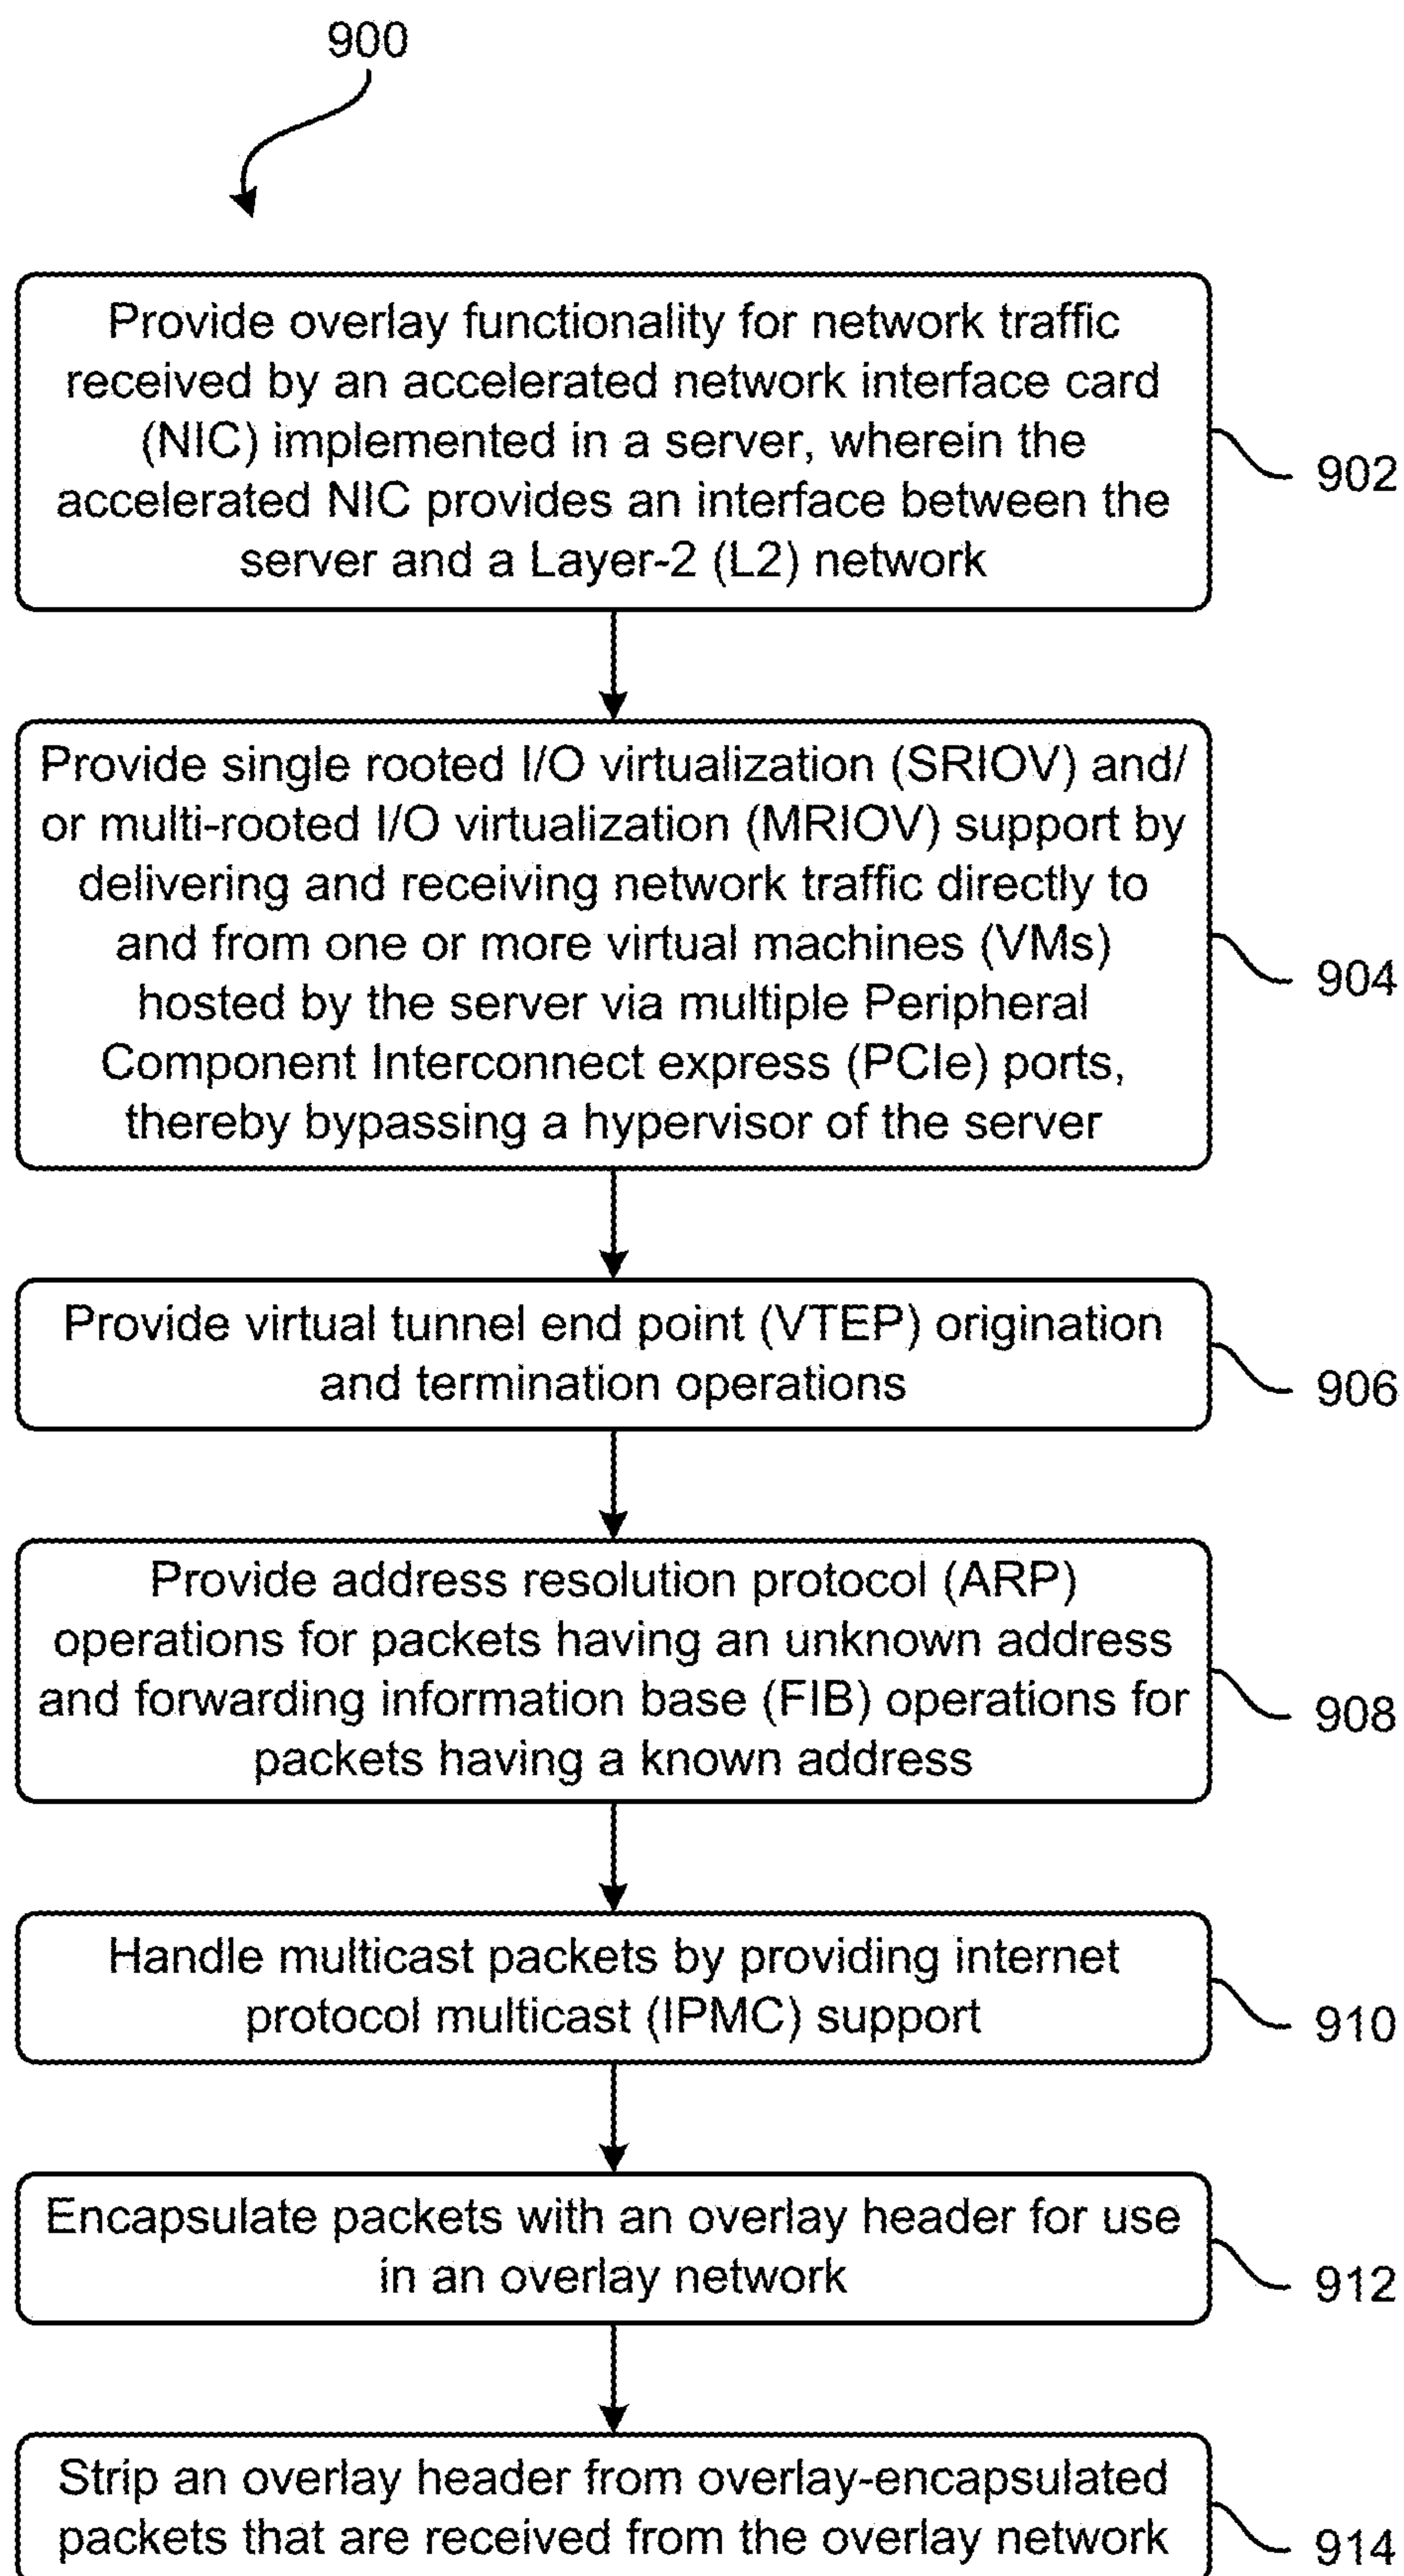 900
Provide overlay functionality for network traffic
received by an accelerated network interface card
(NIC) implemented in a server, wherein the
accelerated NIC provides an interface between the
server and a Layer-2 (L2) network
902
Provide single rooted I/O virtualization (SRIOV) and/
or multi-rooted I/O virtualization (MRIOV) support by
delivering and receiving network traffic directly to
and from one or more virtual machines (VMs)
hosted by the server via multiple Peripheral
Component Interconnect express (PCIe) ports,
thereby bypassing a hypervisor of the server
904
Provide virtual tunnel end point (VTEP) origination
and termination operations
906
Provide address resolution protocol (ARP)
operations for packets having an unknown address
and forwarding information base (FIB) operations for
packets having a known address
908
Handle multicast packets by providing internet
protocol multicast (IPMC) support
910
Encapsulate packets with an overlay header for use
in an overlay network
912
Strip an overlay header from overlay-encapsulated
packets that are received from the overlay network
914